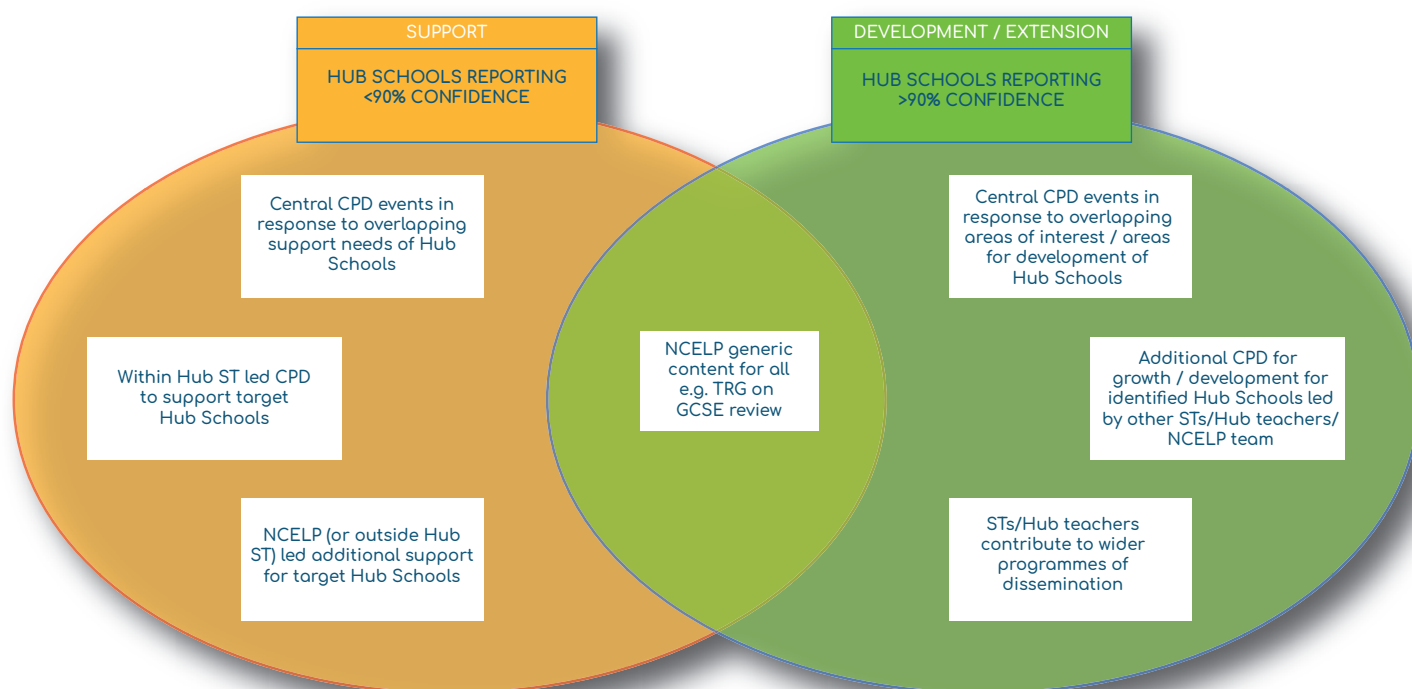 SUPPORT
HUB SCHOOLS REPORTING
<90% CONFIDENCE
Central CPD events in
response to overlapping
support needs of Hub
Schools
Within Hub ST led CPD
to support target
Hub Schools
NCELP (or outside Hub
ST) led additional support
for target Hub Schools
NCELP generic
content for all
e.g. TRG on
GCSE review
DEVELOPMENT / EXTENSION
HUB SCHOOLS REPORTING
>90% CONFIDENCE
Central CPD events in
response to overlapping
areas of interest / areas
for development of
Hub Schools
Additional CPD for
growth / development for
identified Hub Schools led
by other STs/Hub teachers/
NCELP team
STs/Hub teachers
contribute to wider
programmes of
dissemination